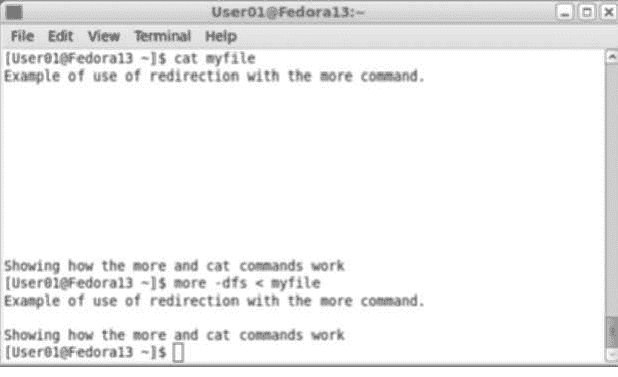 User01@Fedora13:~
File Edit View Terminal Help
[User01@Fedora13 ~]$ cat myfile
Example of use of redirection with the more command.
Showing how the more and cat commands work
[User01@Fedora13 ~]$ more -dfs < myfile
Example of use of redirection with the more command.
Showing how the more and cat commands work
[User01@Fedora13 ~]$